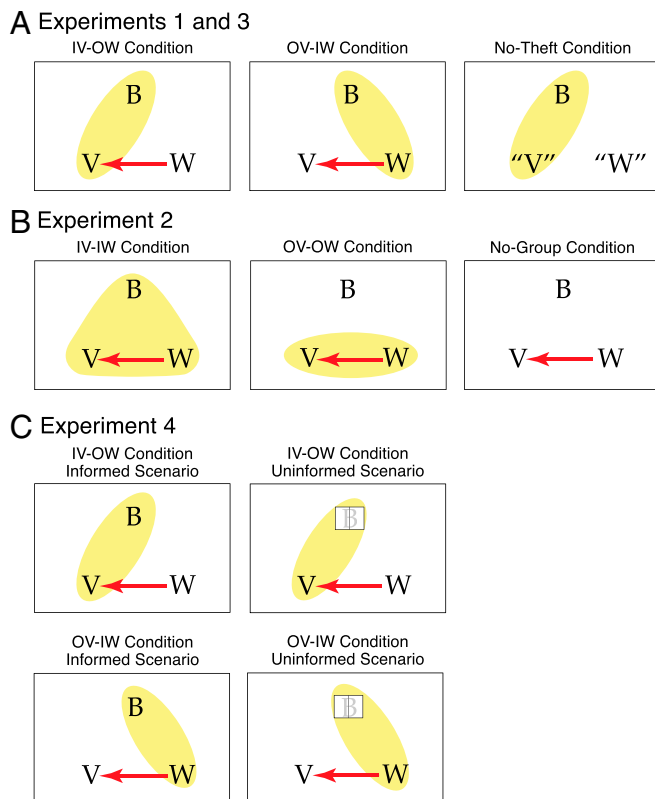 A Experiments 1 and 3
IV-OW Condition OV-IW Condition No-Theft Condition
B B B
V W V W “V” “W”
B Experiment 2
IV-IW Condition OV-OW Condition No-Group Condition
B B B
V W V W V W
C Experiment 4
IV-OW Condition IV-OW Condition
Informed Scenario Uninformed Scenario
B B
V W V W
OV-IW Condition OV-IW Condition
Informed Scenario Uninformed Scenario
B B
V W V W